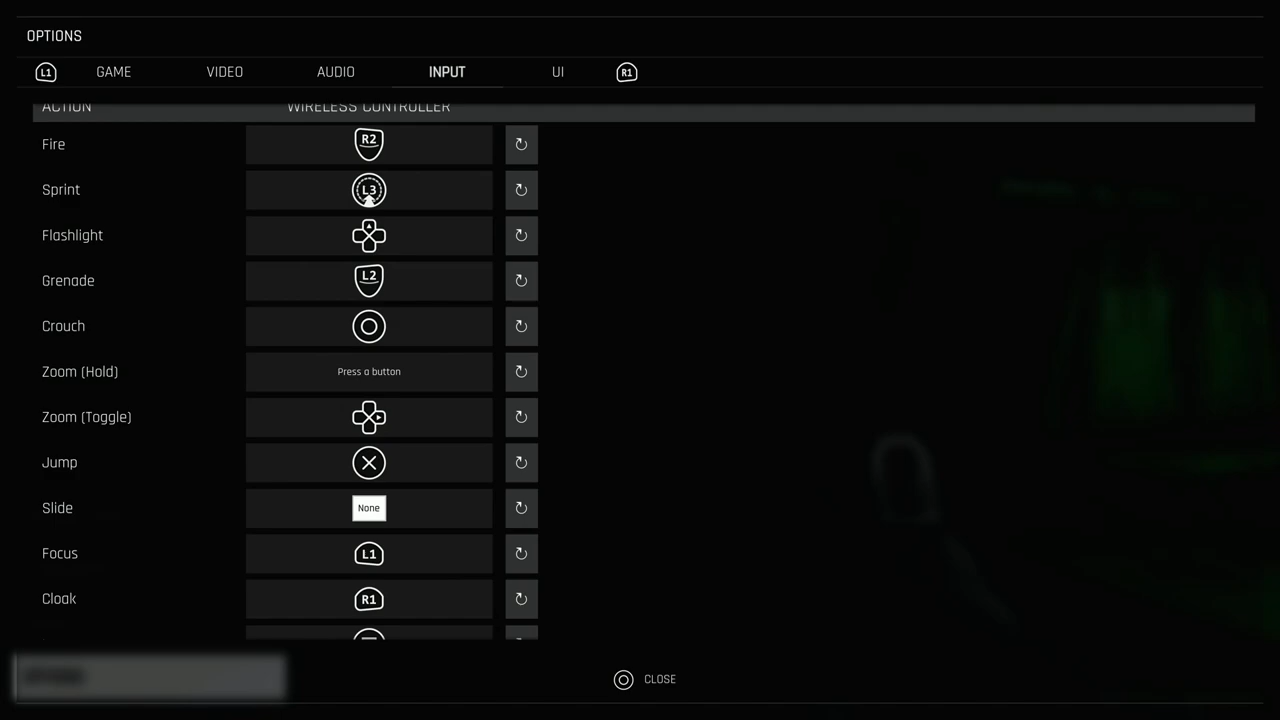 OPTIONS
L1 GAME VIDEO AUDIO INPUT UI R1
ACTION WIRELESS CONTROLLER
Fire R2
Sprint L3
Flashlight
Grenade L2
Crouch
Zoom (Hold) Press a button
Zoom (Toggle)
Jump
Slide None
Focus L1
Cloak R1
CLOSE